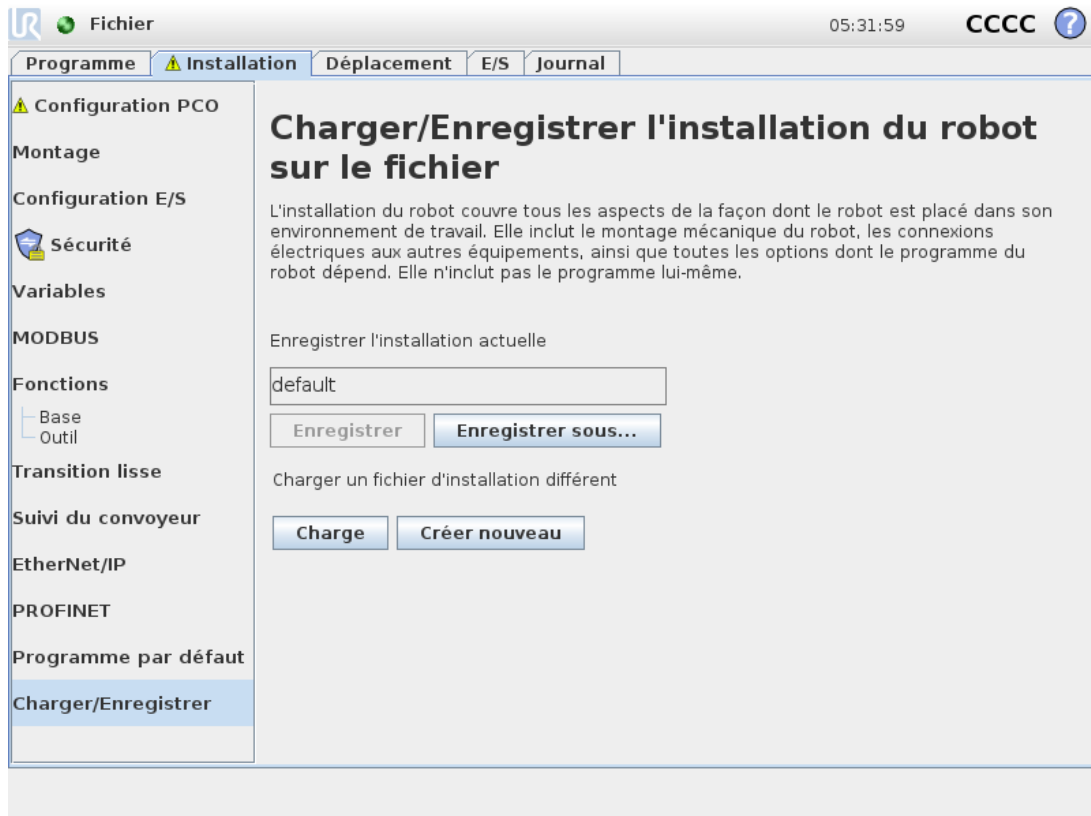 UR Fichier 05:31:59 CCCC ?
Programme Installation Déplacement E/S Journal
Configuration PCO
Montage
Configuration E/S
Sécurité
Variables
MODBUS
Fonctions
Base
Outil
Transition lisse
Suivi du convoyeur
EtherNet/IP
PROFINET
Programme par défaut
Charger/Enregistrer
Charger/Enregistrer l'installation du robot
sur le fichier
L'installation du robot couvre tous les aspects de la façon dont le robot est placé dans son
environnement de travail. Elle inclut le montage mécanique du robot, les connexions
électriques aux autres équipements, ainsi que toutes les options dont le programme du
robot dépend. Elle n'inclut pas le programme lui-même.
Enregistrer l'installation actuelle
default
Enregistrer Enregistrer sous...
Charger un fichier d'installation différent
Charge Créer nouveau